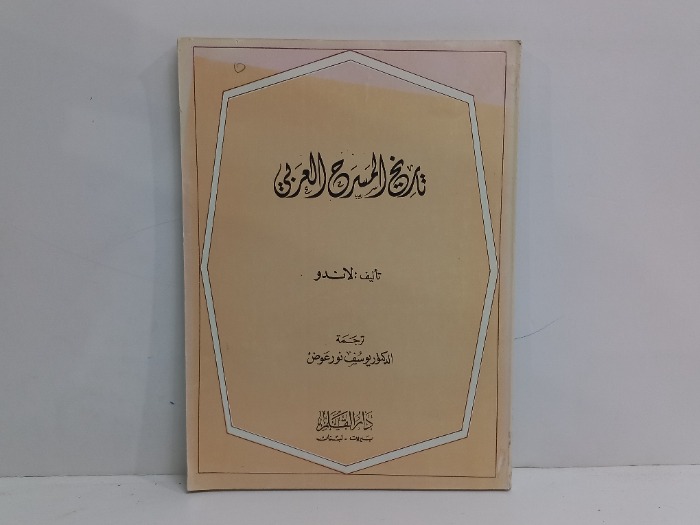 تاريخ المسرح العربي
تأليف: لاندو
ترجمة
الدكتور يوسف نور عوض
دار القلم
بيروت - لبنان